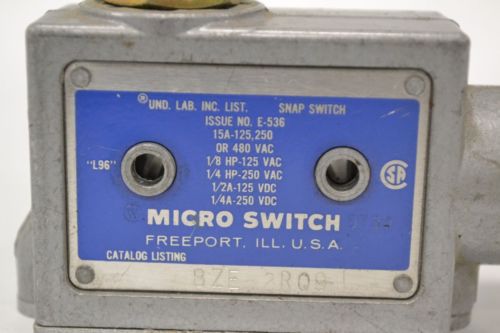 ® UND. LAB. INC. LIST. SNAP SWITCH
ISSUE NO. E-536
15A-125,250
OR 480 VAC
1/8 HP-125 VAC
1/4 HP-250 VAC
"L96"
1/2A-125 VDC
1/4A-250 VDC
MICRO SWITCH
FREEPORT, ILL. U.S.A.
CATALOG LISTING
BZE 2RQ9